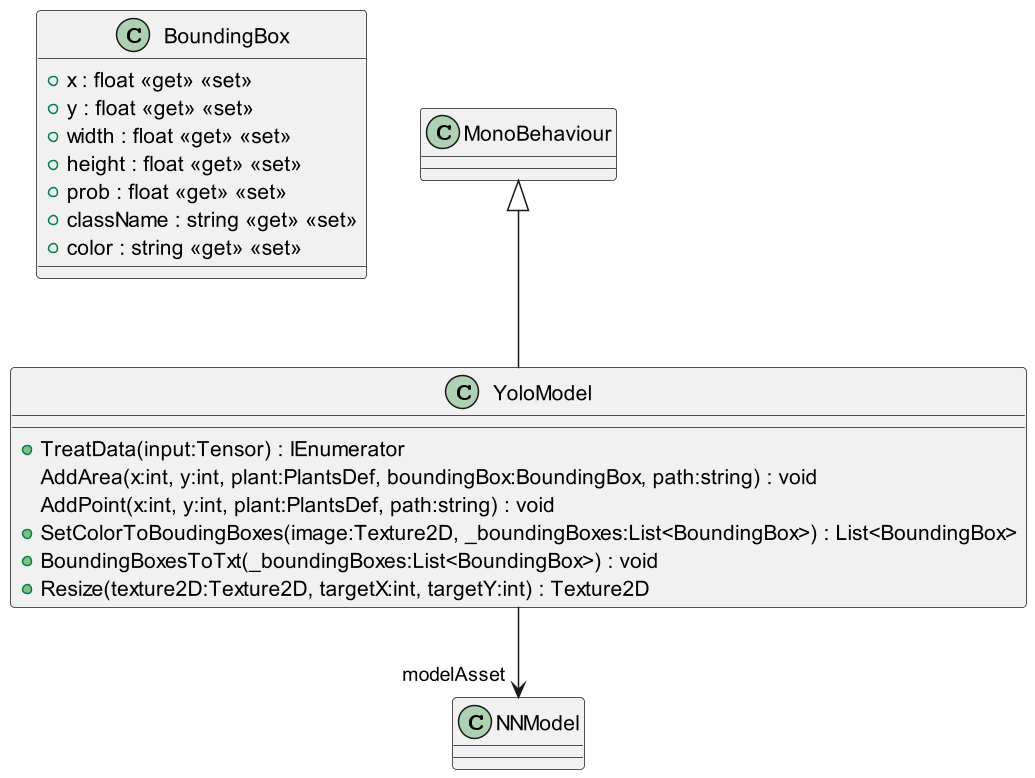 C BoundingBox
x : float «get» «set»
y : float «get» «set»
width : float «get» «set»
height : float «get» «set»
prob : float «get» «set»
className : string «get» «set»
color : string «get» «set»
C MonoBehaviour
C YoloModel
TreatData(input:Tensor) : IEnumerator
AddArea(x:int, y:int, plant:PlantsDef, boundingBox:BoundingBox, path:string) : void
AddPoint(x:int, y:int, plant:PlantsDef, path:string) : void
SetColorToBoudingBoxes(image:Texture2D, _boundingBoxes:List<BoundingBox>) : List<BoundingBox>
BoundingBoxesToTxt(_boundingBoxes:List<BoundingBox>) : void
Resize(texture2D:Texture2D, targetX:int, targetY:int) : Texture2D
modelAsset
C NNModel